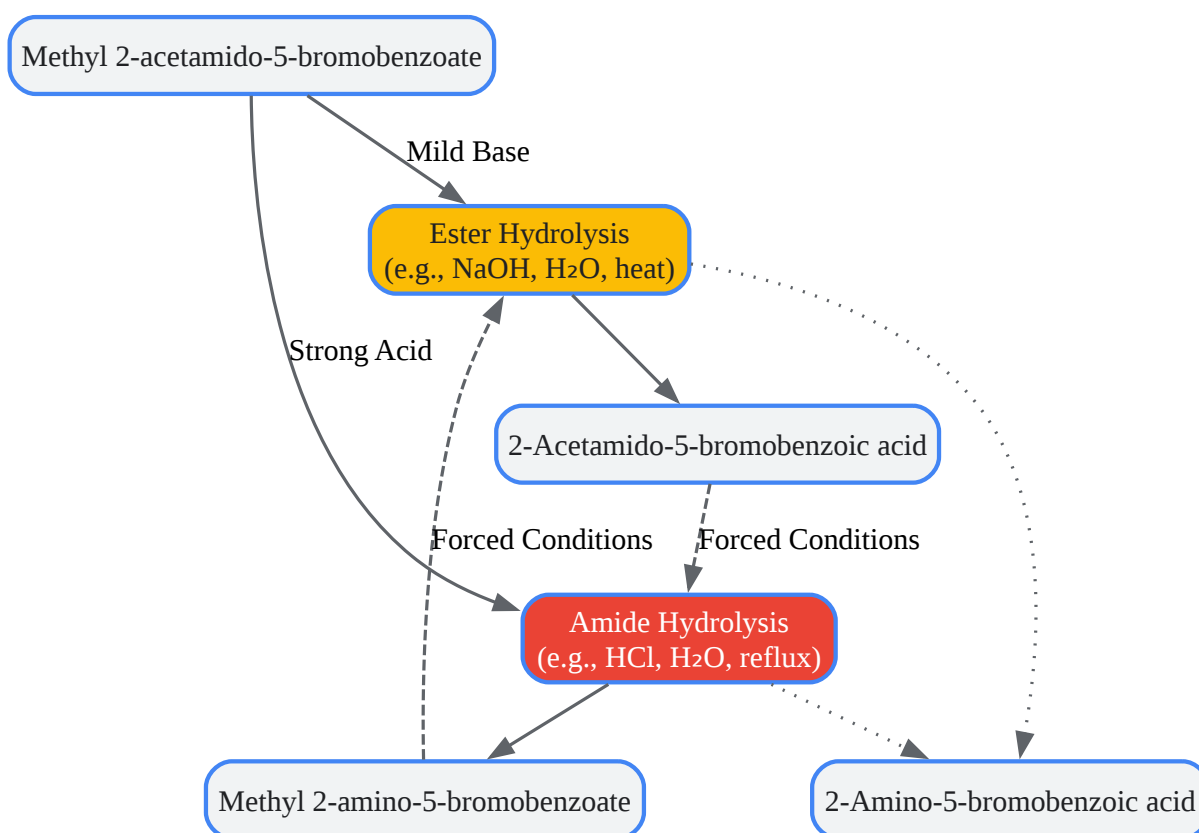 Methyl 2-acetamido-5-bromobenzoate
Mild Base
Ester Hydrolysis
(e.g., NaOH, H₂O, heat)
Strong Acid
2-Acetamido-5-bromobenzoic acid
Forced Conditions
Forced Conditions
Amide Hydrolysis
(e.g., HCl, H₂O, reflux)
Methyl 2-amino-5-bromobenzoate
2-Amino-5-bromobenzoic acid